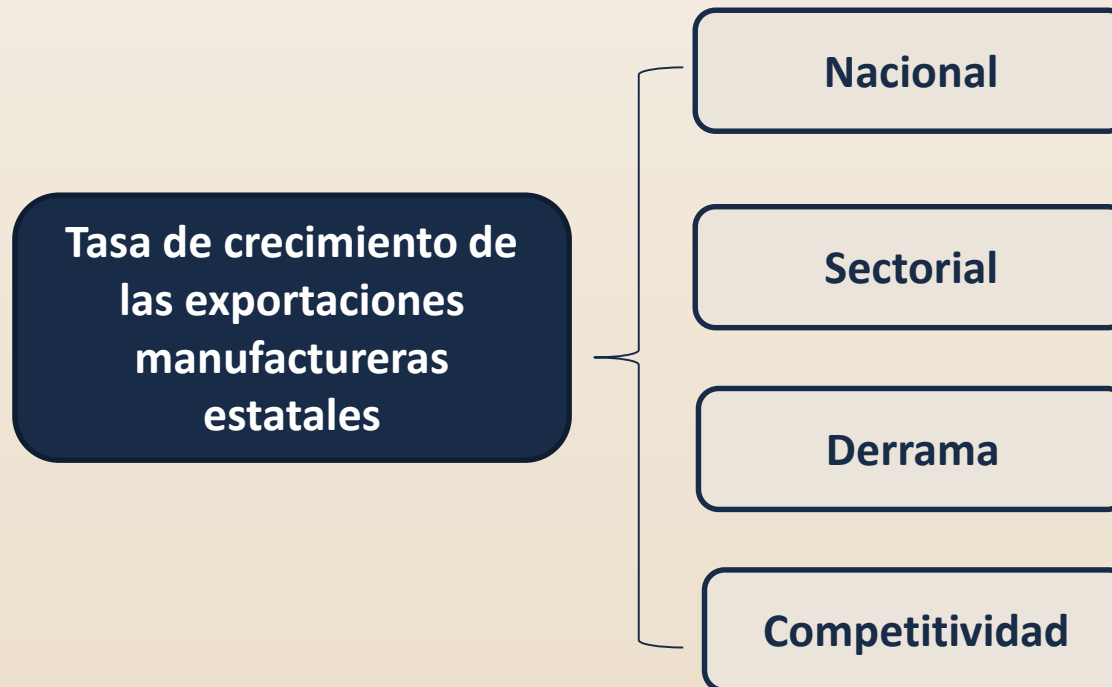 Tasa de crecimiento de
las exportaciones
manufactureras
estatales
Nacional
Sectorial
Derrama
Competitividad